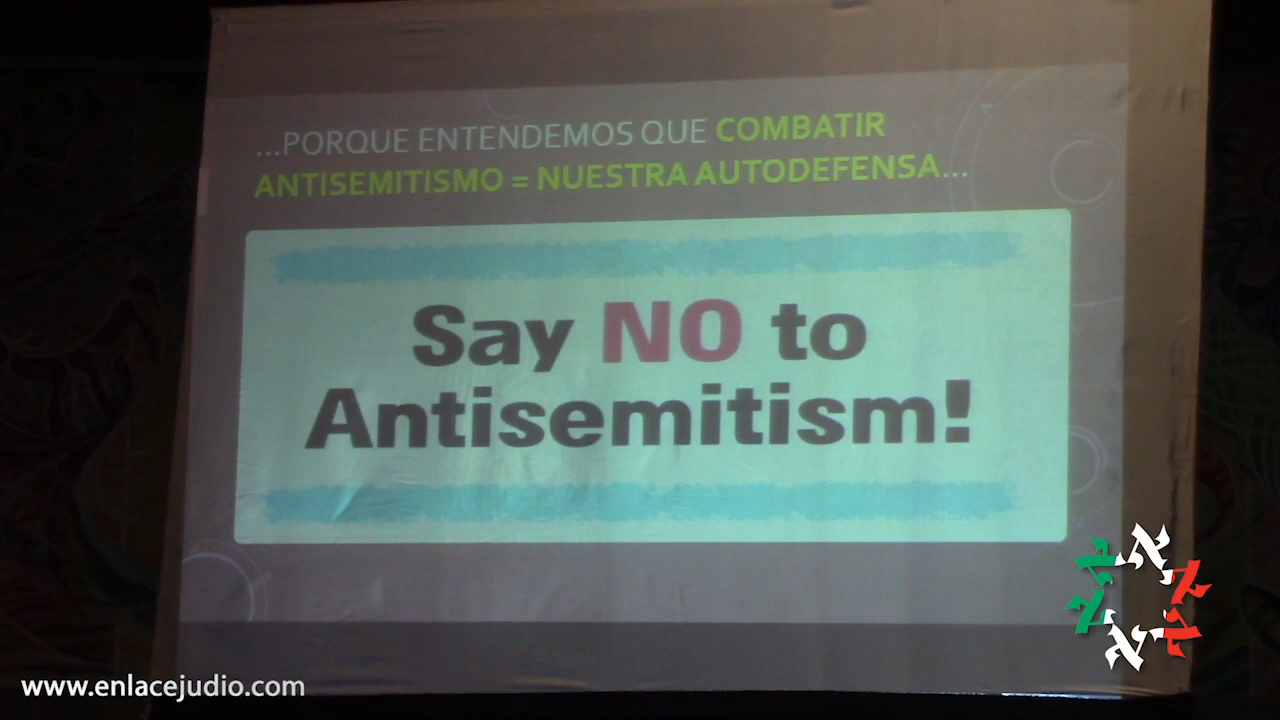 ...PORQUE ENTENDEMOS QUE COMBATIR
ANTISEMITISMO = NUESTRA AUTODEFENSA...
Say NO to
Antisemitism!
www.enlacejudio.com